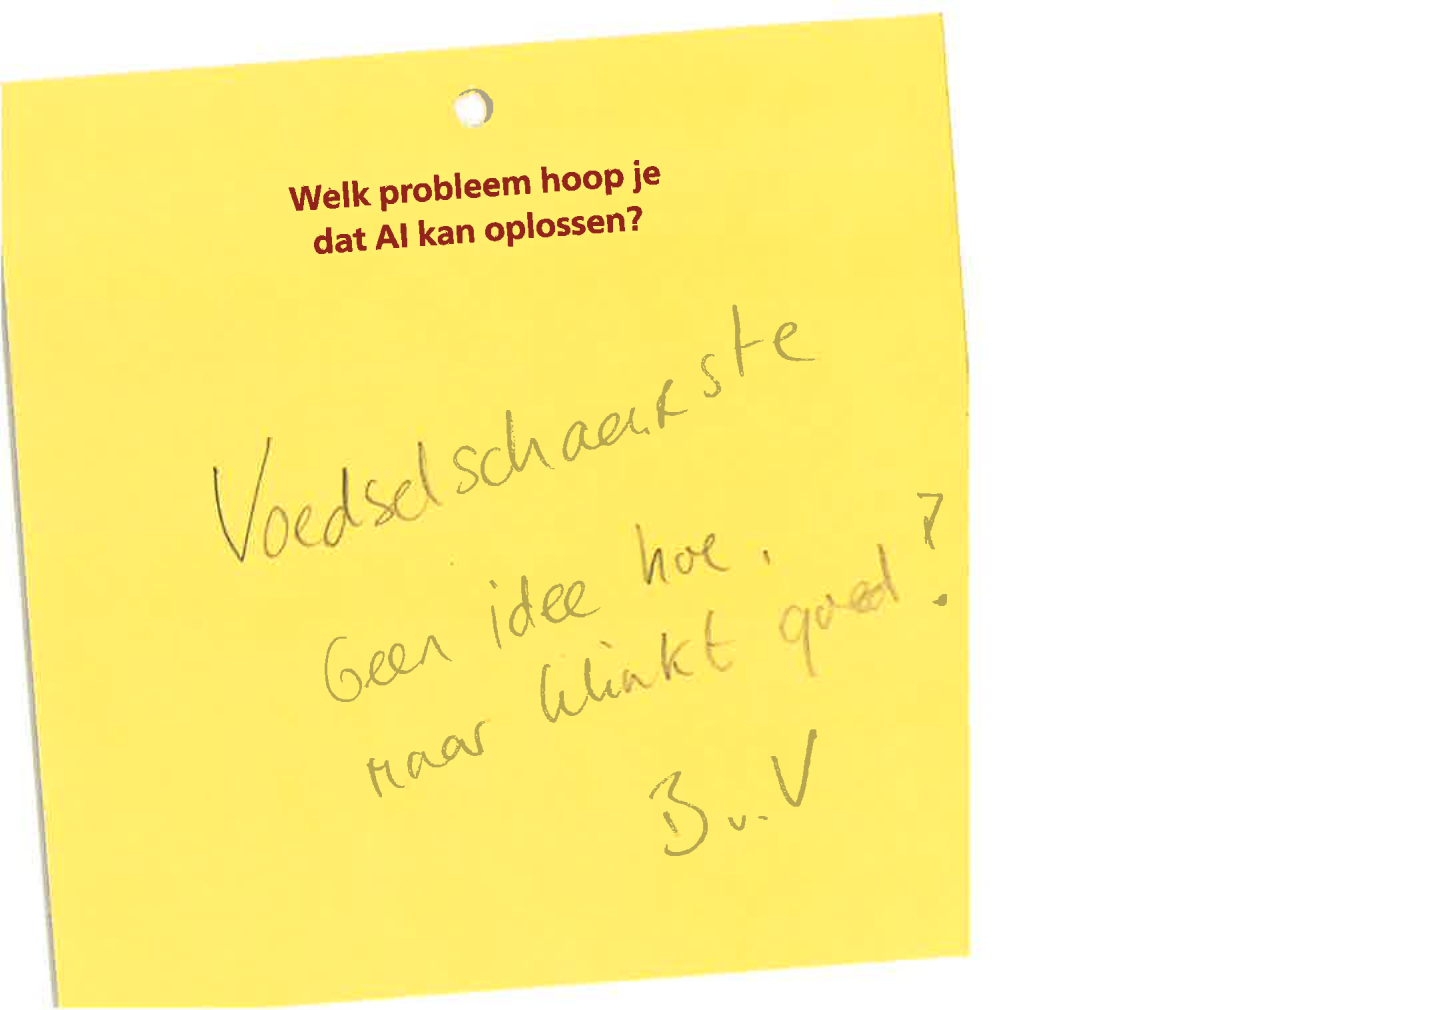 Welk probleem hoop je
dat AI kan oplossen?
Voedselschaarste
Geen idee hoe,
maar klinkt goed?
B.v.V